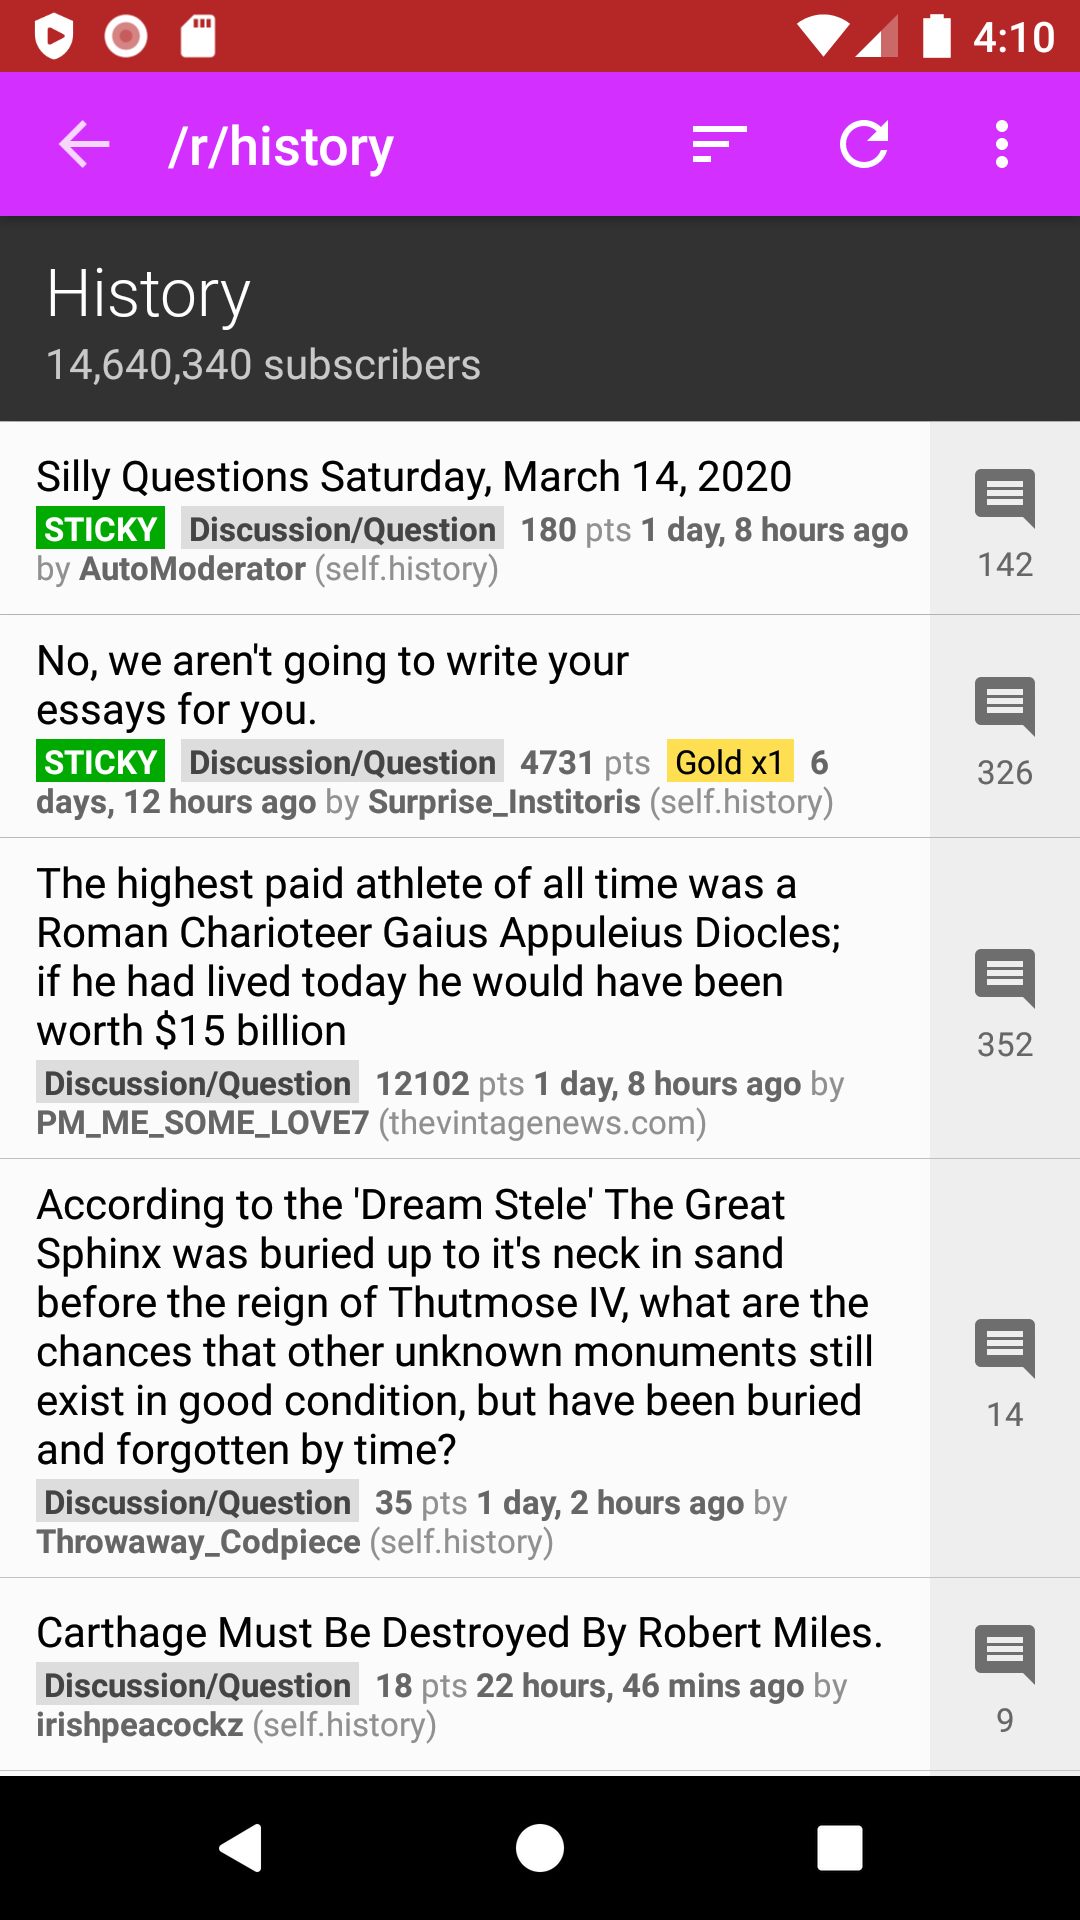 4:10
/r/history
History
14,640,340 subscribers
Silly Questions Saturday, March 14, 2020
STICKY Discussion/Question 180 pts 1 day, 8 hours ago
by AutoModerator (self.history)
142
No, we aren't going to write your
essays for you.
STICKY Discussion/Question 4731 pts Gold x1 6
days, 12 hours ago by Surprise_Institoris (self.history)
326
The highest paid athlete of all time was a
Roman Charioteer Gaius Appuleius Diocles;
if he had lived today he would have been
worth $15 billion
Discussion/Question 12102 pts 1 day, 8 hours ago by
PM_ME_SOME_LOVE7 (thevintagenews.com)
352
According to the 'Dream Stele' The Great
Sphinx was buried up to it's neck in sand
before the reign of Thutmose IV, what are the
chances that other unknown monuments still
exist in good condition, but have been buried
and forgotten by time?
Discussion/Question 35 pts 1 day, 2 hours ago by
Throwaway_Codpiece (self.history)
14
Carthage Must Be Destroyed By Robert Miles.
Discussion/Question 18 pts 22 hours, 46 mins ago by
irishpeacockz (self.history)
9